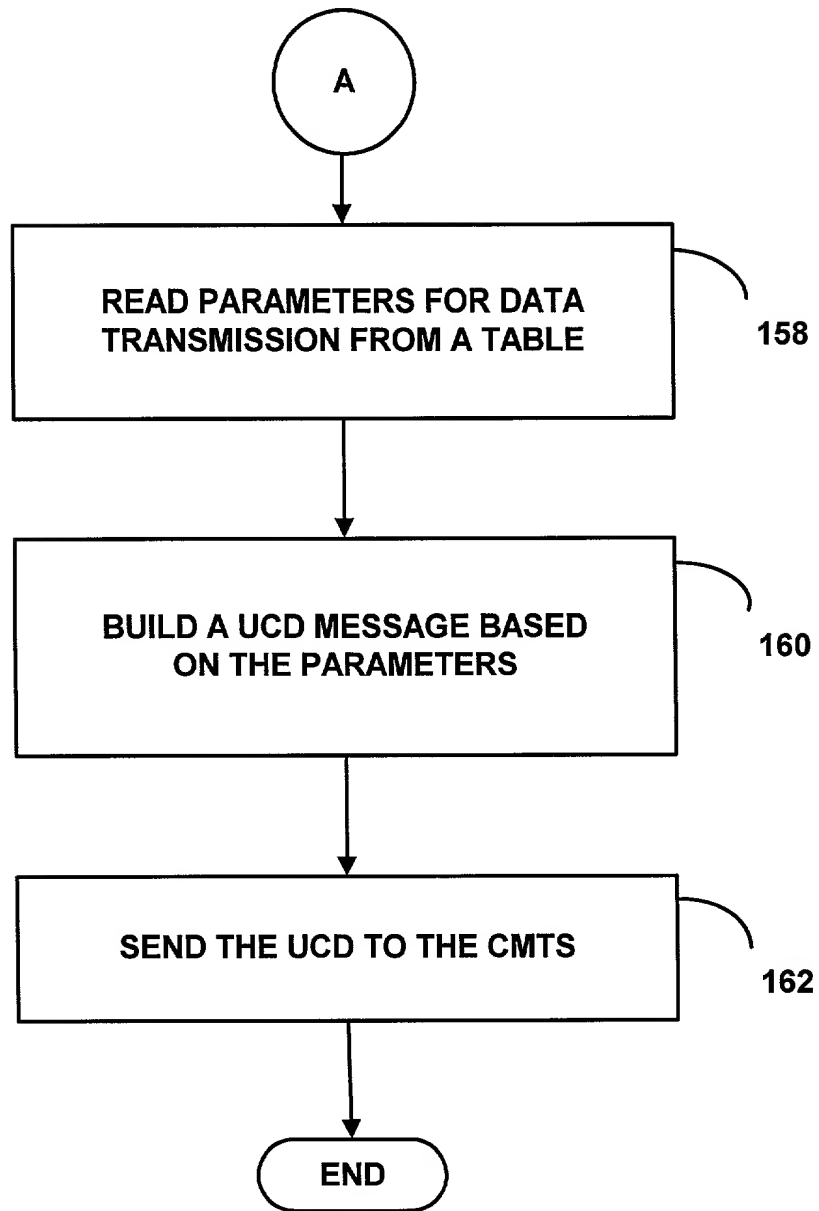 A
READ PARAMETERS FOR DATA
TRANSMISSION FROM A TABLE
158
BUILD A UCD MESSAGE BASED
ON THE PARAMETERS
160
SEND THE UCD TO THE CMTS
162
END